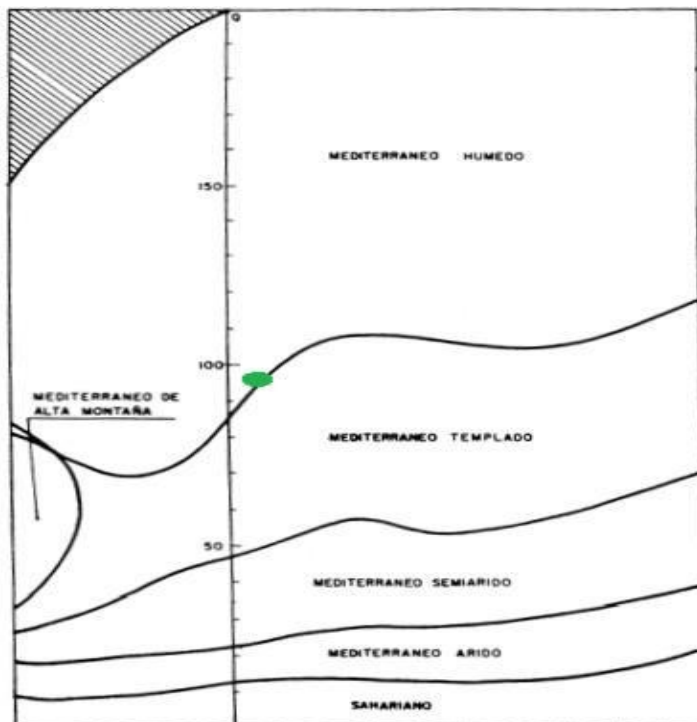 Q
MEDITERRANEO HUMEDO
150
100
MEDITERRANEO DE
ALTA MONTAÑA
MEDITERRANEO TEMPLADO
50
MEDITERRANEO SEMIARIDO
MEDITERRANEO ARIDO
SAHARIANO